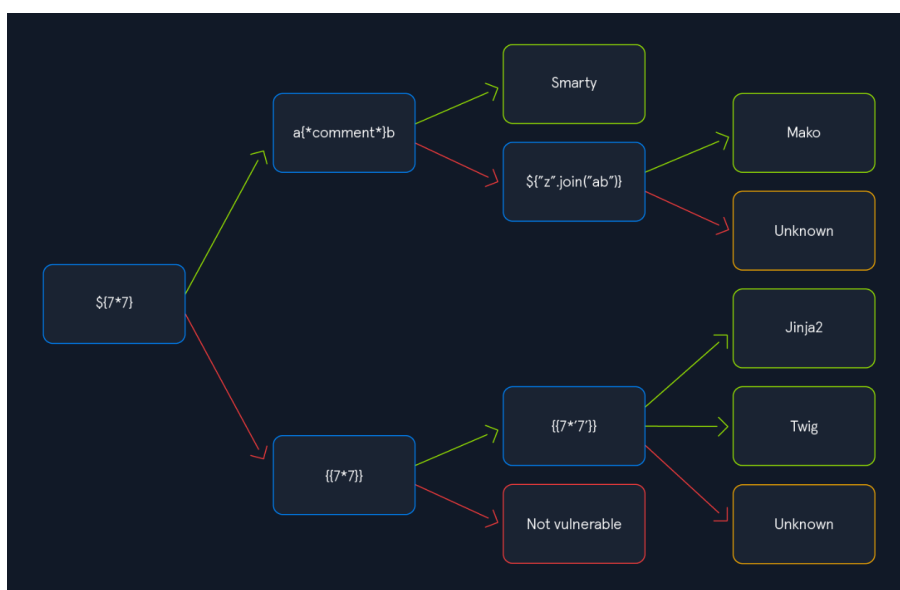 Smarty
a{*comment*}b
Mako
${"z".join("ab")}
Unknown
${7*7}
Jinja2
{{7*'7'}}
Twig
{{7*7}}
Not vulnerable
Unknown